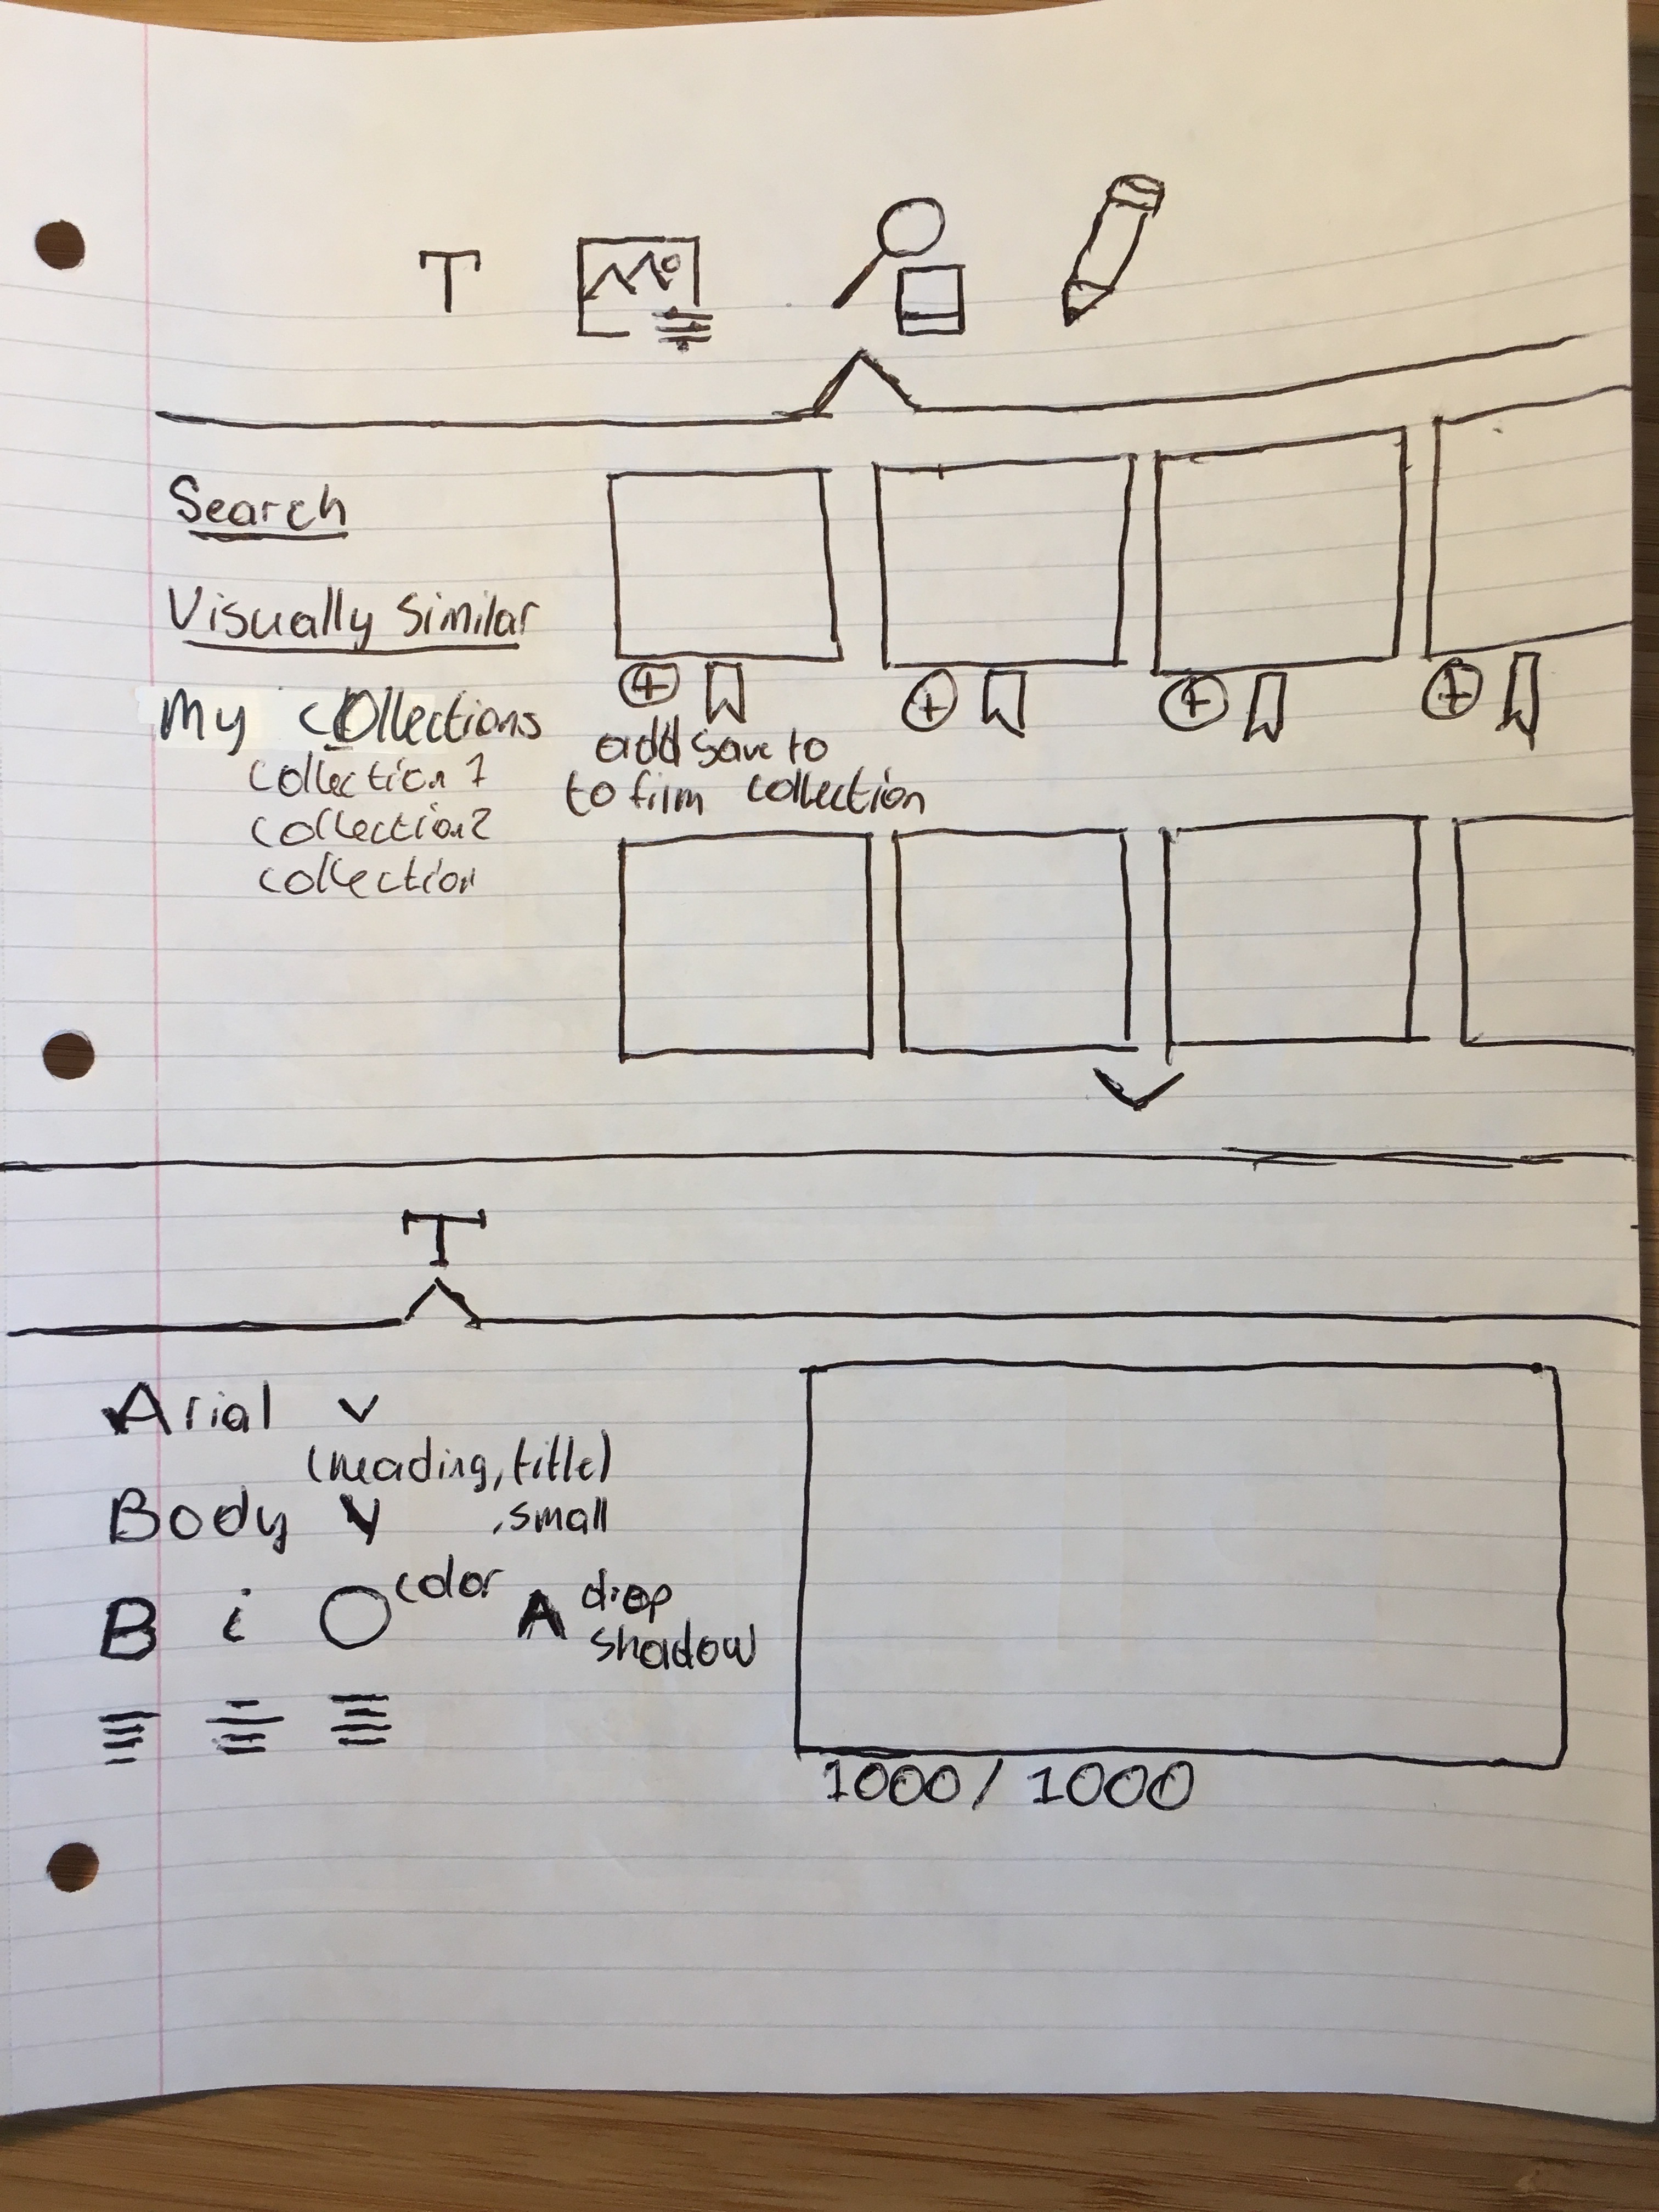 T
Search
Visually Similar
My Collections
collection 1
collection2
collection
add save to
to film collection
T
Arial
(heading, title)
Body
, small
B i color A drop
shadow
1000/1000